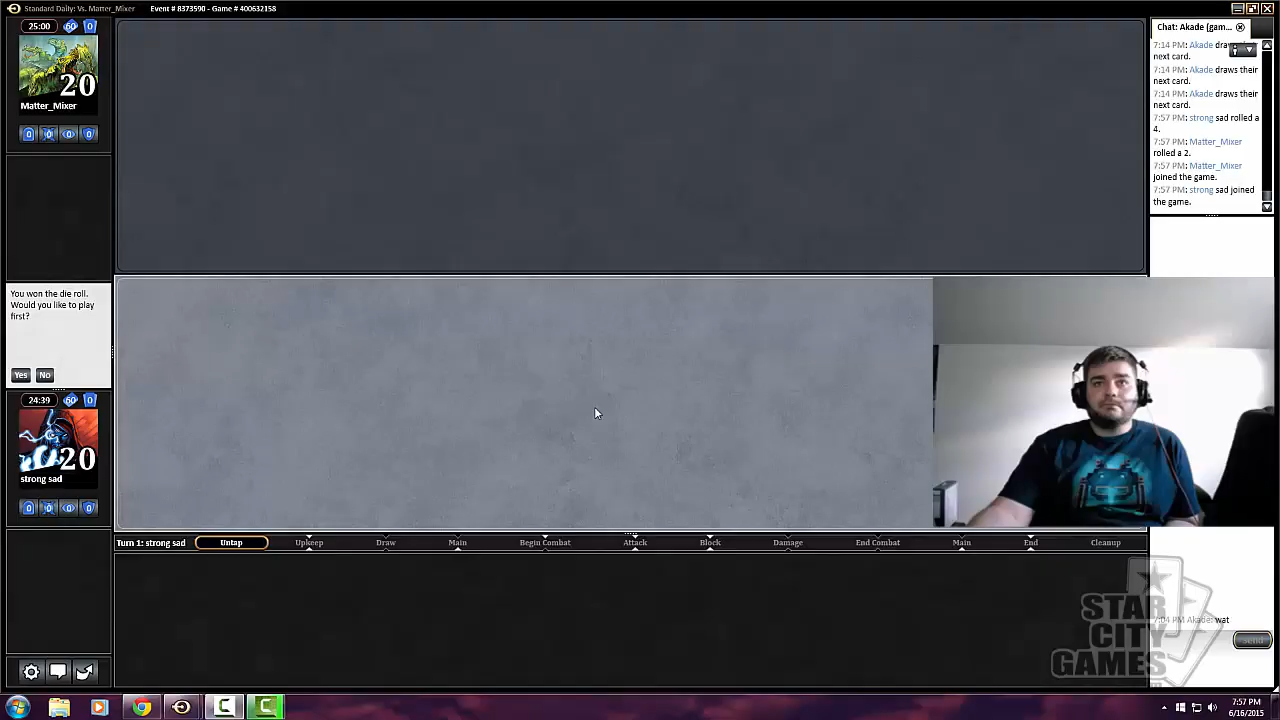 Standard Daily: Vs. Matter_Mixer Event # 8373590 - Game # 400632158
25:00 60 0
20
Matter_Mixer
0 0 0 0
You won the die roll.
Would you like to play
first?
Yes No
24:39 60 0
20
strong sad
0 0 0 0
Turn 1: strong sad Untap Upkeep Draw Main Begin Combat Attack Block Damage End Combat Main End Cleanup
Chat: Akade (gam...
7:14 PM: Akade
next card.
7:14 PM: Akade draws their
next card.
7:14 PM: Akade draws their
next card.
7:57 PM: strong sad rolled a
4.
7:57 PM: Matter_Mixer
rolled a 2.
7:57 PM: Matter_Mixer
joined the game.
7:57 PM: strong sad joined
the game.
7:04 PM Akade: wat
Send
STAR
CITY
GAMES
7:57 PM
6/16/2015